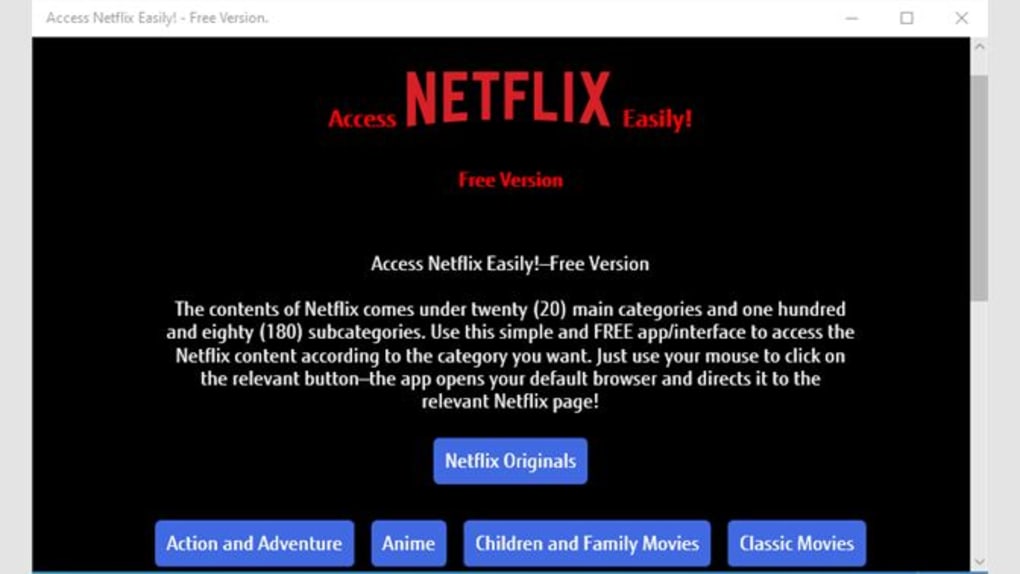 Access Netflix Easily! - Free Version.
Access NETFLIX Easily!
Free Version
Access Netflix Easily!–Free Version
The contents of Netflix comes under twenty (20) main categories and one hundred
and eighty (180) subcategories. Use this simple and FREE app/interface to access the
Netflix content according to the category you want. Just use your mouse to click on
the relevant button–the app opens your default browser and directs it to the
relevant Netflix page!
Netflix Originals
Action and Adventure Anime Children and Family Movies Classic Movies